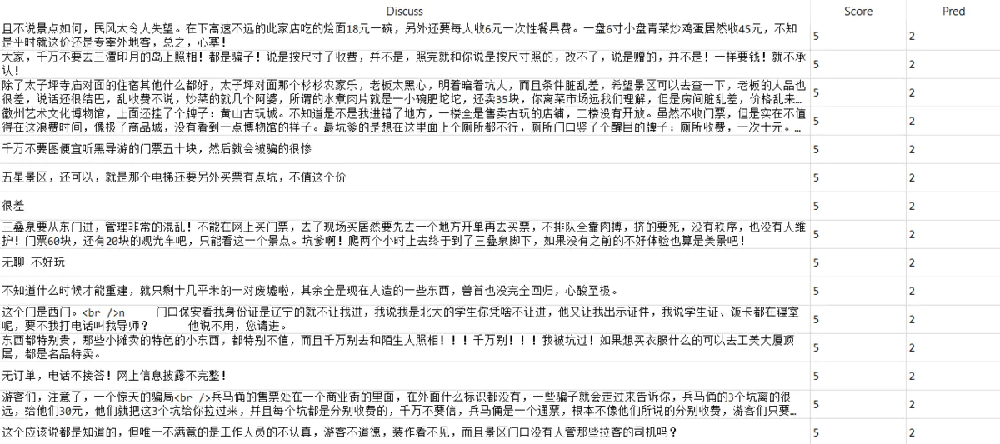 Discuss Score Pred
且不说景点如何，民风太令人失望。在下高速不远的此家店吃的烩面18元一碗，另外还要每人收6元一次性餐具费。一盘6寸小盘青菜炒鸡蛋居然收45元，不知
是平时就这价还是专宰外地客，总之，心塞！ 5 2
大家，千万不要去三潭印月的岛上照相！都是骗子！说是按尺寸了收费，并不是，照完就和你说是按尺寸照的，改不了，说是赠的，并不是！一样要钱！就不承
认！ 5 2
除了太子坪寺庙对面的住宿其他什么都好，太子坪对面那个杉杉农家乐，老板太黑心，明着暗着坑人，而且条件脏乱差，希望景区可以去查一下，老板的人品也
很差，说话还很结巴，乱收费不说，炒菜的就几个阿婆，所谓的水煮肉片就是一小碗肥坨坨，还卖35块，你离菜市场远我们理解，但是房间脏乱差，价格乱来… 5 2
徽州艺术文化博物馆，上面还挂了个牌子：黄山古玩城。不知道是不是我进错了地方，一楼全是售卖古玩的店铺，二楼没有开放。虽然不收门票，但是实在不值
得在这浪费时间，像极了商品城，没有看到一点博物馆的样子。最坑爹的是想在这里面上个厕所都不行，厕所门口竖了个醒目的牌子：厕所收费，一次十元。… 5 2
千万不要图便宜听黑导游的门票五十块，然后就会被骗的很惨 5 2
五星景区，还可以，就是那个电梯还要另外买票有点坑，不值这个价 5 2
很差 5 2
三叠泉要从东门进，管理非常的混乱！不能在网上买门票，去了现场买居然要先去一个地方开单再去买票，不排队全靠肉搏，挤的要死，没有秩序，也没有人维
护！门票60块，还有20块的观光车吧，只能看这一个景点。坑爹啊！爬两个小时上去终于到了三叠泉脚下，如果没有之前的不好体验也算是美景吧！ 5 2
无聊 不好玩 5 2
不知道什么时候才能重建，就只剩十几平米的一对废墟啦，其余全是现在人造的一些东西，兽首也没完全回归，心酸至极。 5 2
这个门是西门。<br />n 门口保安看我身份证是辽宁的就不让我进，我说我是北大的学生你凭啥不让进，他又让我出示证件，我说学生证、饭卡都在寝室
呢，要不我打电话叫我导师？ 他说不用，您请进。 5 2
东西都特别贵，那些小摊卖的特色的小东西，都特别不值，而且千万别去和陌生人照相！！！千万别！！！我被坑过！如果想买衣服什么的可以去工美大厦顶
层，都是名品特卖。 5 2
无订单，电话不接答！网上信息披露不完整！ 5 2
游客们，注意了，一个惊天的骗局<br />兵马俑的售票处在一个商业街的里面，在外面什么标识都没有，一些骗子就会走过来告诉你，兵马俑的3个坑离的很
远，给他们30元，他们就把这3个坑给你拉过来，并且每个坑都是分别收费的，千万不要信，兵马俑是一个通票，根本不像他们所说的分别收费，游客们只要… 5 2
这个应该说都是知道的，但唯一不满意的是工作人员的不认真，游客不道德，装作看不见，而且景区门口没有人管那些拉客的司机吗？ 5 2